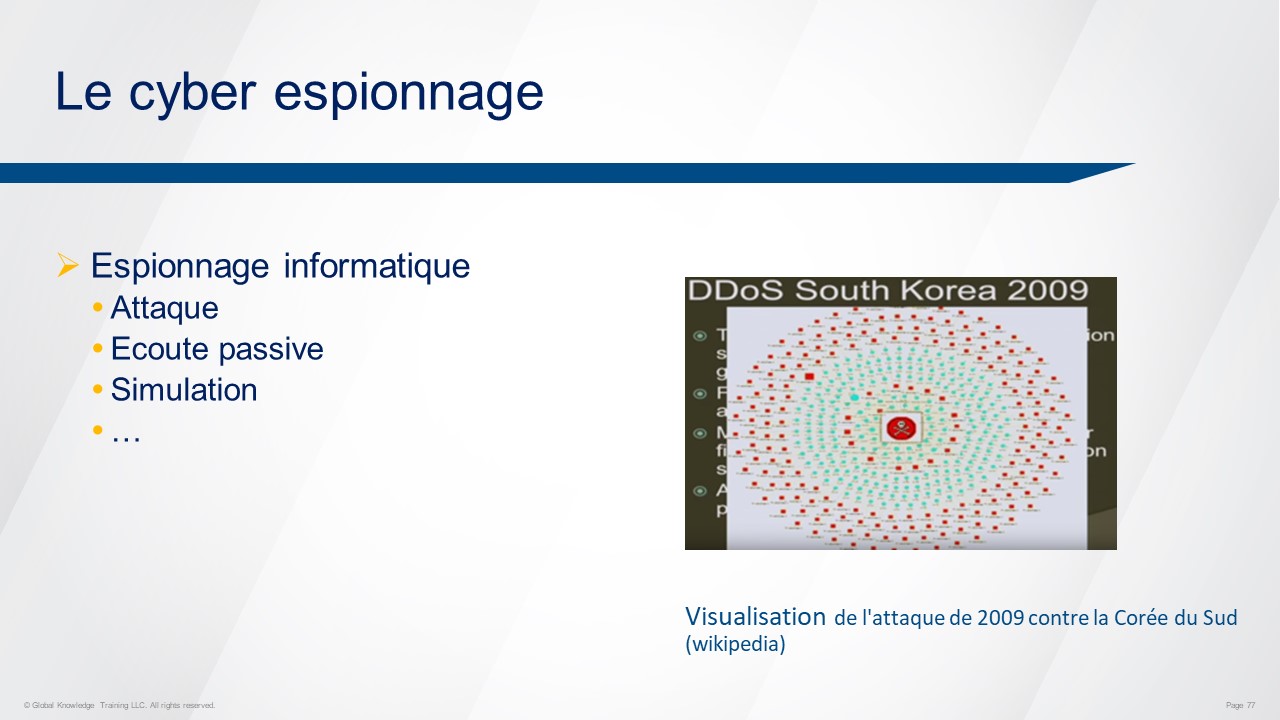 Le cyber espionnage
Espionnage informatique
Attaque
Ecoute passive
Simulation
…
DDoS South Korea 2009
Visualisation de l'attaque de 2009 contre la Corée du Sud
(wikipedia)
© Global Knowledge Training LLC. All rights reserved.
Page 77